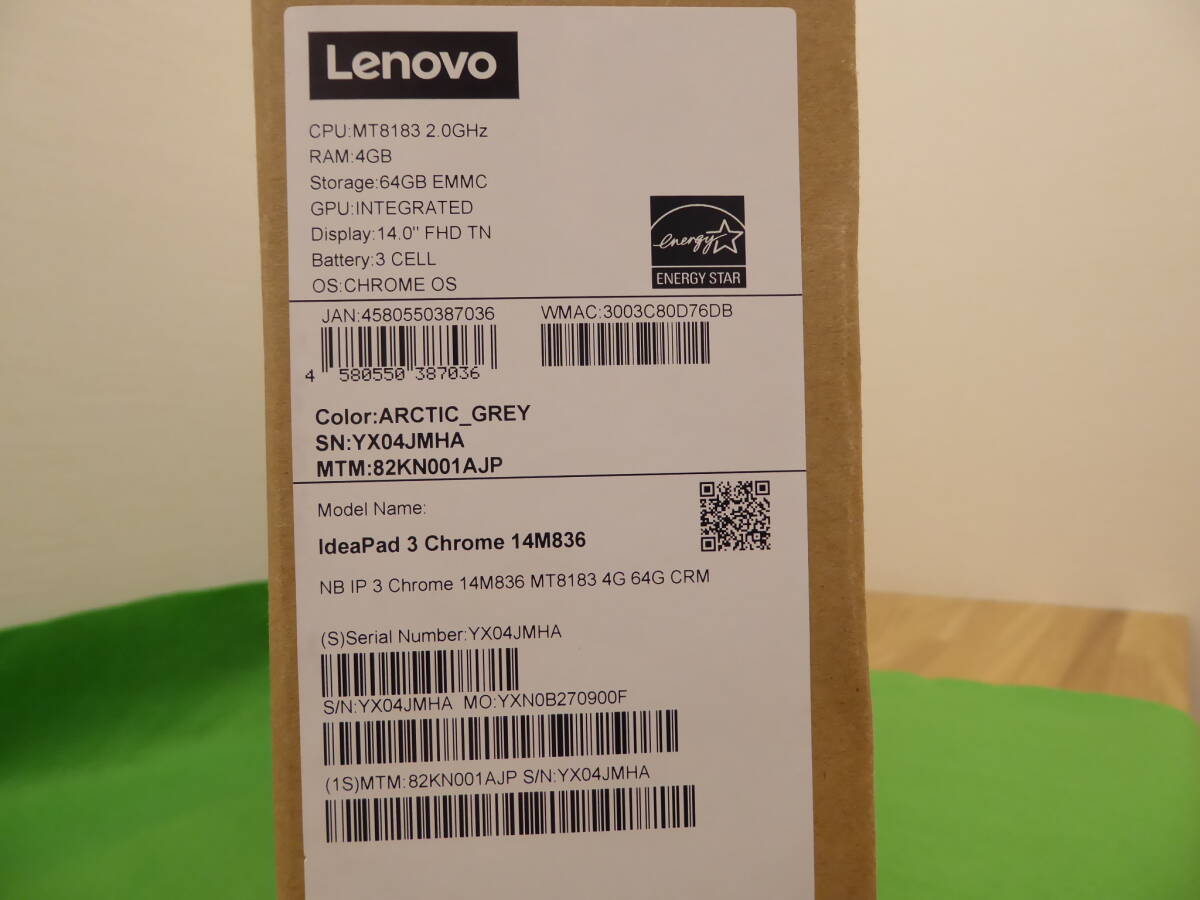 Lenovo
CPU:MT8183 2.0GHz
RAM:4GB
Storage:64GB EMMC
GPU:INTEGRATED
Display:14.0" FHD TN
Battery:3 CELL
OS:CHROME OS
energy
ENERGY STAR
JAN:4580550387036
WMAC:3003C80D76DB
4 580550 387036
Color:ARCTIC_GREY
SN:YX04JMHA
MTM:82KN001AJP
Model Name:
IdeaPad 3 Chrome 14M836
NB IP 3 Chrome 14M836 MT8183 4G 64G CRM
(S)Serial Number:YX04JMHA
S/N:YX04JMHA MO:YXN0B270900F
(1S)MTM:82KN001AJP S/N:YX04JMHA